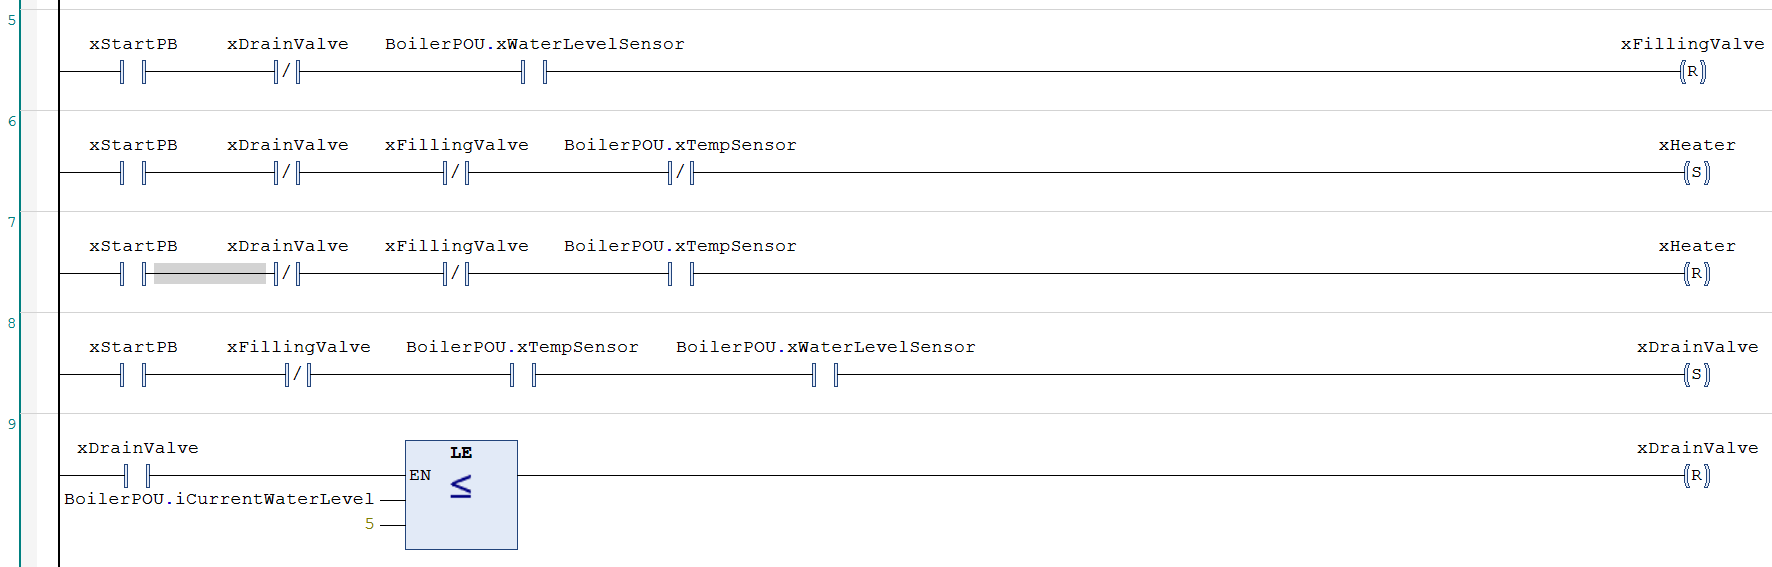 5
xStartPB xDrainValve BoilerPOU.xWaterLevelSensor xFillingValve
/ R
6
xStartPB xDrainValve xFillingValve BoilerPOU.xTempSensor xHeater
/ / / S
7
xStartPB xDrainValve xFillingValve BoilerPOU.xTempSensor xHeater
/ / R
8
xStartPB xFillingValve BoilerPOU.xTempSensor BoilerPOU.xWaterLevelSensor xDrainValve
/ S
9
xDrainValve LE xDrainValve
EN ≤ R
BoilerPOU.iCurrentWaterLevel
5